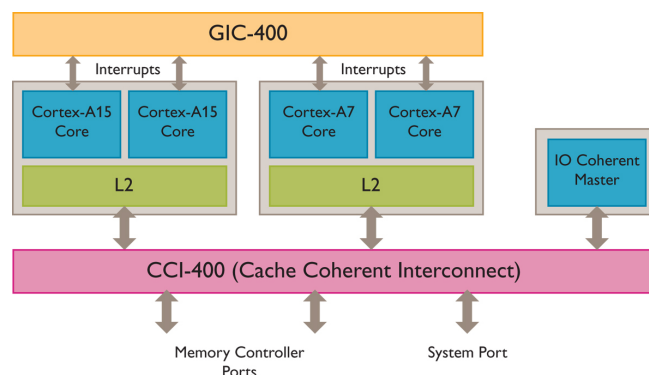 GIC-400
Interrupts
Interrupts
Cortex-A15
Core
Cortex-A15
Core
Cortex-A7
Core
Cortex-A7
Core
L2
L2
IO Coherent
Master
CCI-400 (Cache Coherent Interconnect)
Memory Controller
Ports
System Port